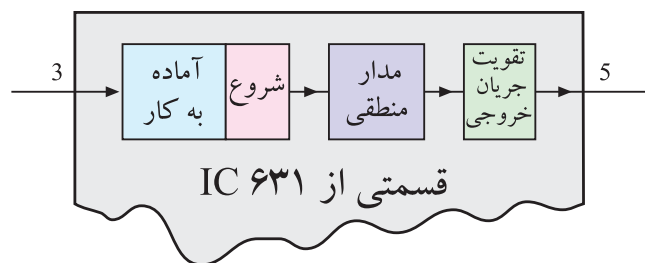 3
آماده
به کار
شروع
مدار
منطقی
تقویت
جریان
خروجی
5
قسمتی از IC ۶۳۱